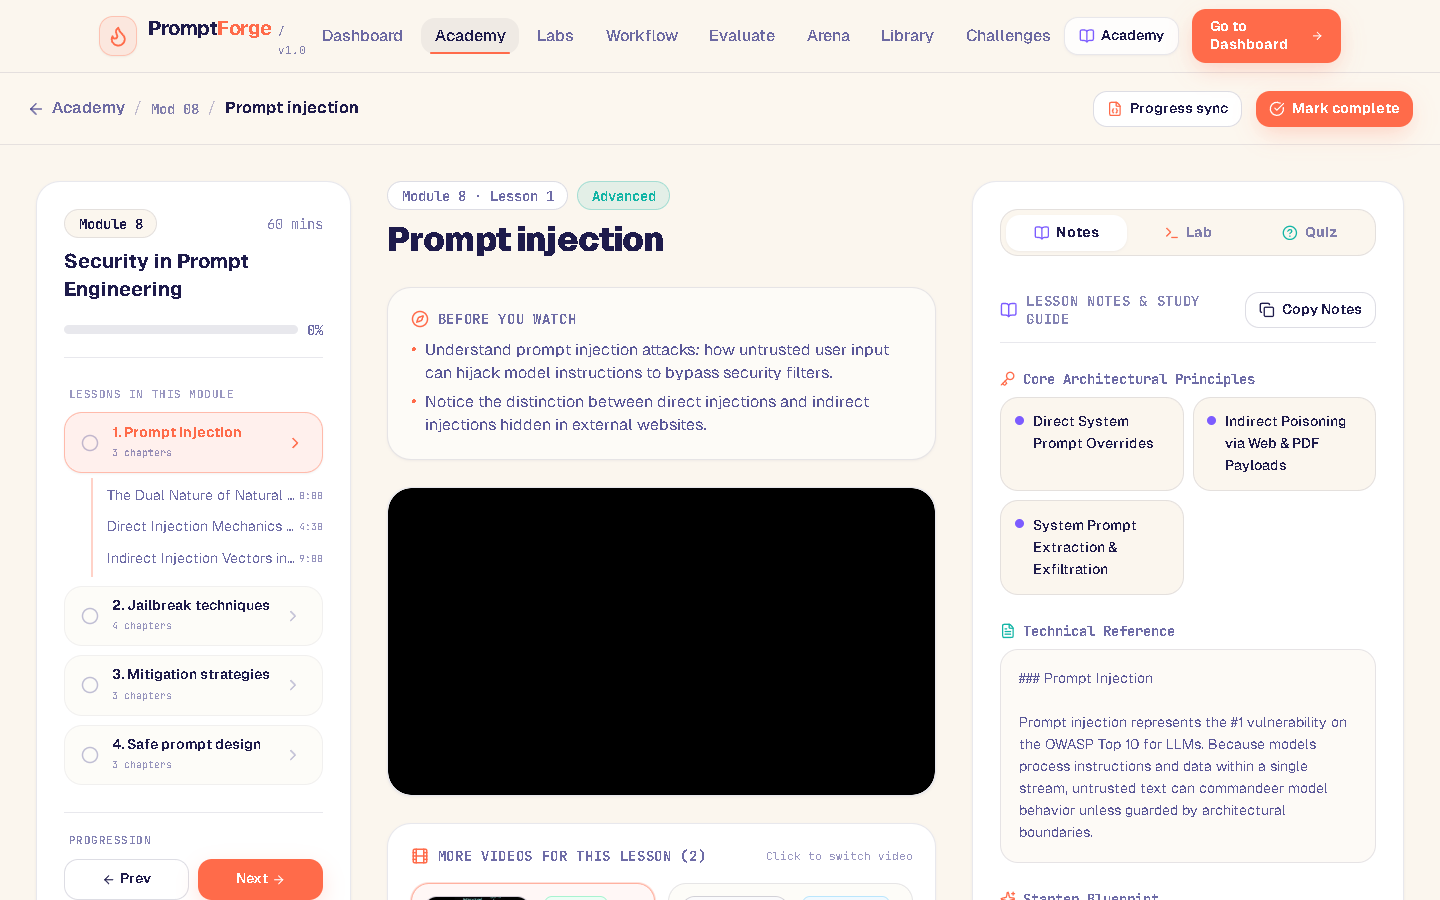 PromptForge / v1.0
Dashboard
Academy
Labs
Workflow
Evaluate
Arena
Library
Challenges
Academy
Go to
Dashboard →
← Academy / Mod 08 / Prompt injection
Progress sync
Mark complete
Module 8
60 mins
Security in Prompt
Engineering
0%
LESSONS IN THIS MODULE
1. Prompt injection
3 chapters
The Dual Nature of Natural ... 0:00
Direct Injection Mechanics ... 4:30
Indirect Injection Vectors in... 9:00
2. Jailbreak techniques
4 chapters
3. Mitigation strategies
3 chapters
4. Safe prompt design
3 chapters
PROGRESSION
← Prev
Next →
Module 8 · Lesson 1
Advanced
Prompt injection
BEFORE YOU WATCH
• Understand prompt injection attacks: how untrusted user input
can hijack model instructions to bypass security filters.
• Notice the distinction between direct injections and indirect
injections hidden in external websites.
MORE VIDEOS FOR THIS LESSON (2)
Click to switch video
Notes
Lab
Quiz
LESSON NOTES & STUDY
GUIDE
Copy Notes
Core Architectural Principles
Direct System
Prompt Overrides
Indirect Poisoning
via Web & PDF
Payloads
System Prompt
Extraction &
Exfiltration
Technical Reference
### Prompt Injection
Prompt injection represents the #1 vulnerability on
the OWASP Top 10 for LLMs. Because models
process instructions and data within a single
stream, untrusted text can commandeer model
behavior unless guarded by architectural
boundaries.
Starter Blueprint